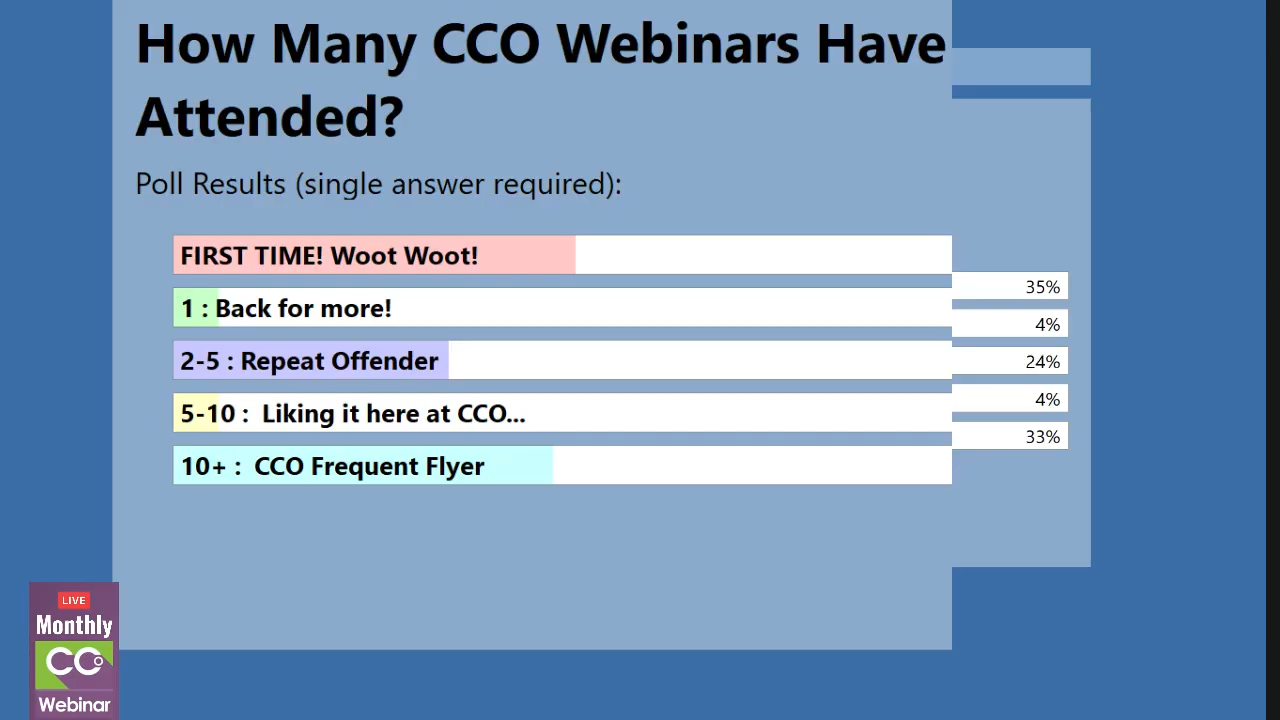 How Many CCO Webinars Have
Attended?
Poll Results (single answer required):
FIRST TIME! Woot Woot!
35%
1 : Back for more!
4%
2-5 : Repeat Offender
24%
5-10 :  Liking it here at CCO...
4%
10+ :  CCO Frequent Flyer
33%
LIVE
Monthly
CCO
Webinar